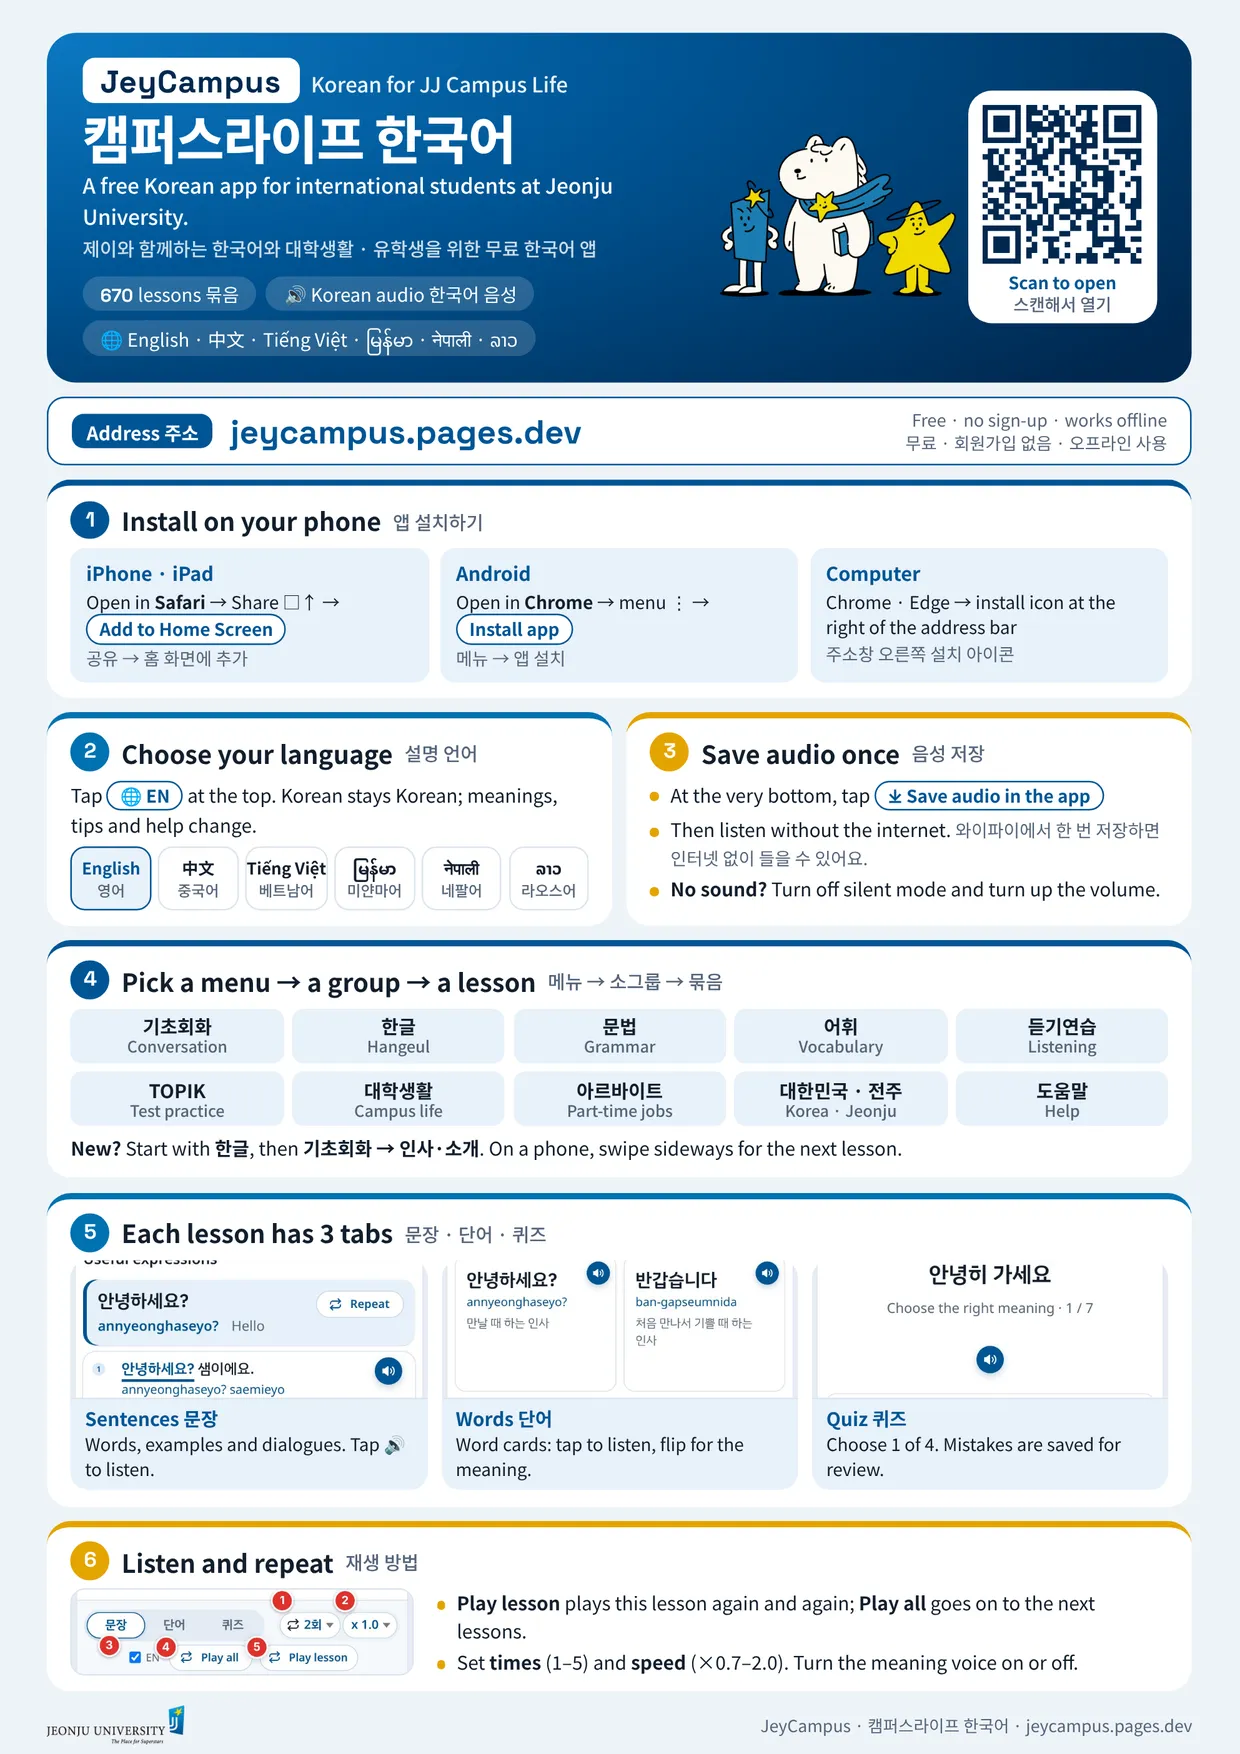 JeyCampus Korean for JJ Campus Life
캠퍼스라이프 한국어
A free Korean app for international students at Jeonju
University.
제이와 함께하는 한국어와 대학생활 · 유학생을 위한 무료 한국어 앱
670 lessons 묶음 🔊 Korean audio 한국어 음성
🌐 English · 中文 · Tiếng Việt · မြန်မာ · नेपाली · ລາວ
Scan to open
스캔해서 열기
Address 주소 jeycampus.pages.dev
Free · no sign-up · works offline
무료 · 회원가입 없음 · 오프라인 사용
1 Install on your phone 앱 설치하기
iPhone · iPad
Open in Safari → Share □↑ →
Add to Home Screen
공유 → 홈 화면에 추가
Android
Open in Chrome → menu ⋮ →
Install app
메뉴 → 앱 설치
Computer
Chrome · Edge → install icon at the
right of the address bar
주소창 오른쪽 설치 아이콘
2 Choose your language 설명 언어
Tap 🌐 EN at the top. Korean stays Korean; meanings,
tips and help change.
English 中文 Tiếng Việt မြန်မာ नेपाली ລາວ
영어 중국어 베트남어 미얀마어 네팔어 라오스어
3 Save audio once 음성 저장
At the very bottom, tap Save audio in the app
Then listen without the internet. 와이파이에서 한 번 저장하면
인터넷 없이 들을 수 있어요.
No sound? Turn off silent mode and turn up the volume.
4 Pick a menu → a group → a lesson 메뉴 → 소그룹 → 묶음
기초회화 한글 문법 어휘 듣기연습
Conversation Hangeul Grammar Vocabulary Listening
TOPIK 대학생활 아르바이트 대한민국 · 전주 도움말
Test practice Campus life Part-time jobs Korea · Jeonju Help
New? Start with 한글, then 기초회화 → 인사·소개. On a phone, swipe sideways for the next lesson.
5 Each lesson has 3 tabs 문장 · 단어 · 퀴즈
Useful expressions
안녕하세요?
Repeat
annyeonghaseyo? Hello
1 안녕하세요? 샘이에요.
annyeonghaseyo? saemieyo
Sentences 문장
Words, examples and dialogues. Tap 🔊
to listen.
안녕하세요?
annyeonghaseyo?
만날 때 하는 인사
반갑습니다
ban-gapseumnida
처음 만나서 기쁠 때 하는
인사
Words 단어
Word cards: tap to listen, flip for the
meaning.
안녕히 가세요
Choose the right meaning · 1 / 7
Quiz 퀴즈
Choose 1 of 4. Mistakes are saved for
review.
6 Listen and repeat 재생 방법
1 2
문장 단어 퀴즈 2회 x 1.0
3 4 5
EN Play all Play lesson
Play lesson plays this lesson again and again; Play all goes on to the next
lessons.
Set times (1–5) and speed (×0.7–2.0). Turn the meaning voice on or off.
JEONJU UNIVERSITY
The Place for Superstars
JeyCampus · 캠퍼스라이프 한국어 · jeycampus.pages.dev